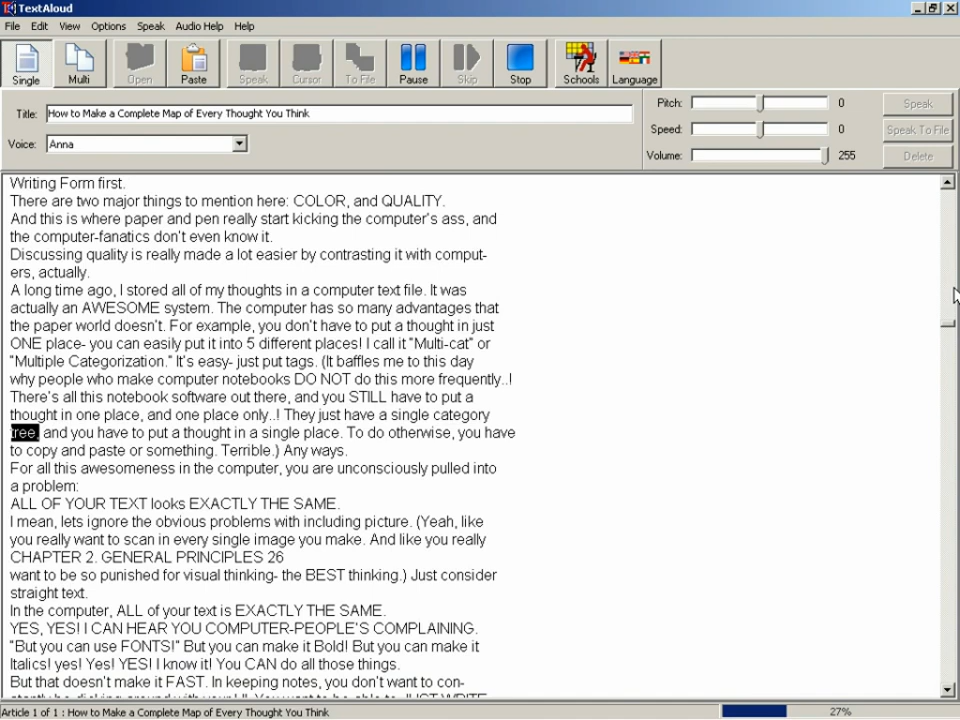 TextAloud
File Edit View Options Speak Audio Help Help
Single Multi Open Paste Speak Cursor To File Pause Skip Stop Schools Language
Title: How to Make a Complete Map of Every Thought You Think
Voice: Anna
Pitch: 0 Speak
Speed: 0 Speak To File
Volume: 255 Delete
Writing Form first.
There are two major things to mention here: COLOR, and QUALITY.
And this is where paper and pen really start kicking the computer's ass, and
the computer-fanatics don't even know it.
Discussing quality is really made a lot easier by contrasting it with comput-
ers, actually.
A long time ago, I stored all of my thoughts in a computer text file. It was
actually an AWESOME system. The computer has so many advantages that
the paper world doesn't. For example, you don't have to put a thought in just
ONE place- you can easily put it into 5 different places! I call it "Multi-cat" or
"Multiple Categorization." It's easy- just put tags. (It baffles me to this day
why people who make computer notebooks DO NOT do this more frequently..!
There's all this notebook software out there, and you STILL have to put a
thought in one place, and one place only..! They just have a single category
tree, and you have to put a thought in a single place. To do otherwise, you have
to copy and paste or something. Terrible.) Any ways.
For all this awesomeness in the computer, you are unconsciously pulled into
a problem:
ALL OF YOUR TEXT looks EXACTLY THE SAME.
I mean, lets ignore the obvious problems with including picture. (Yeah, like
you really want to scan in every single image you make. And like you really
CHAPTER 2. GENERAL PRINCIPLES 26
want to be so punished for visual thinking- the BEST thinking.) Just consider
straight text.
In the computer, ALL of your text is EXACTLY THE SAME.
YES, YES! I CAN HEAR YOU COMPUTER-PEOPLE'S COMPLAINING.
"But you can use FONTS!" But you can make it Bold! But you can make it
Italics! yes! Yes! YES! I know it! You CAN do all those things.
But that doesn't make it FAST. In keeping notes, you don't want to con-
Article 1 of 1 : How to Make a Complete Map of Every Thought You Think 27%